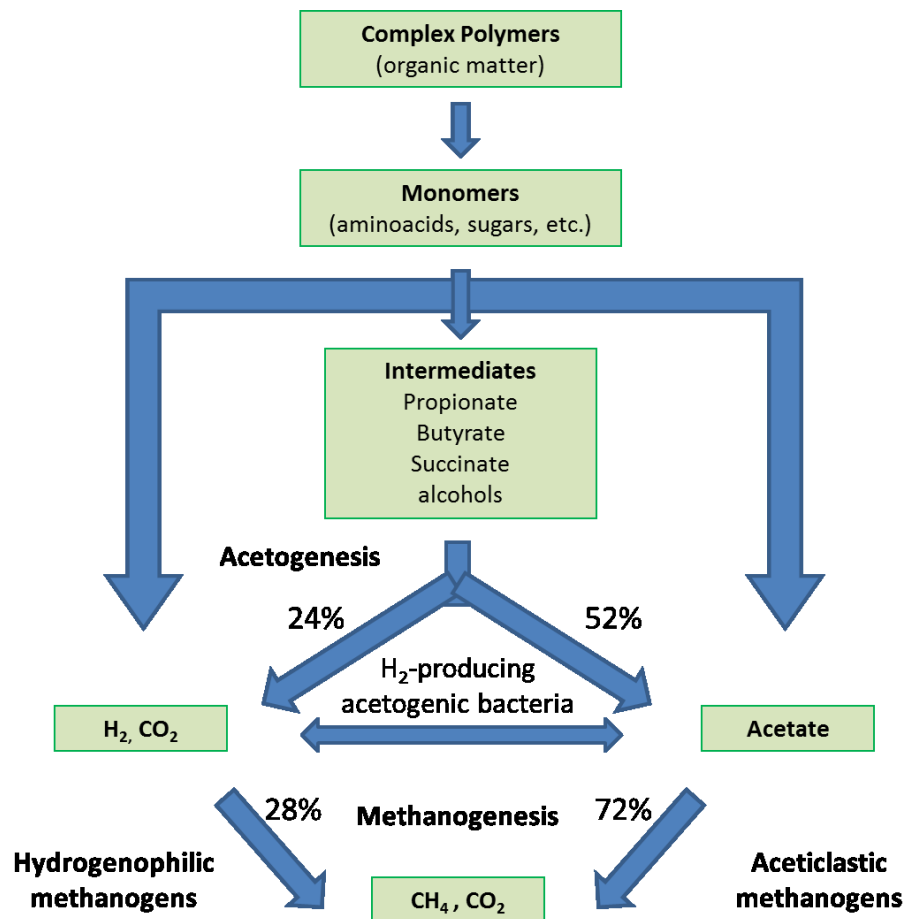 Complex Polymers
(organic matter)
Monomers
(aminoacids, sugars, etc.)
Intermediates
Propionate
Butyrate
Succinate
alcohols
Acetogenesis
24%
52%
H₂-producing
acetogenic bacteria
H₂, CO₂
Acetate
28%
Methanogenesis
72%
Hydrogenophilic
methanogens
Aceticlastic
methanogens
CH₄ , CO₂